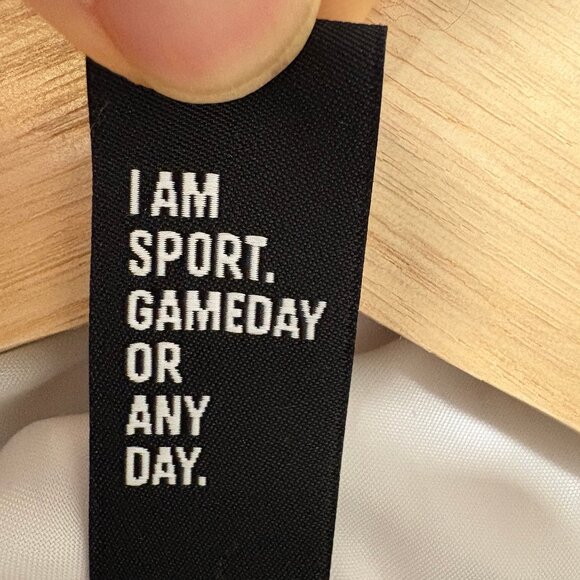 I AM
SPORT.
GAMEDAY
OR
ANY
DAY.